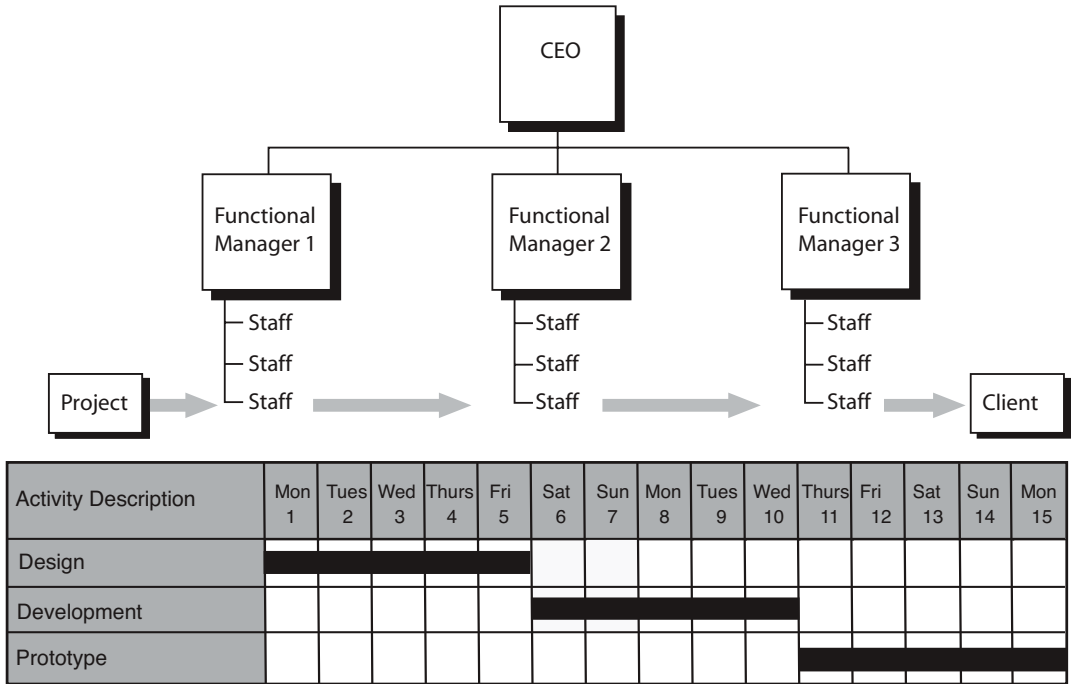 CEO
Functional
Manager 1
Functional
Manager 2
Functional
Manager 3
Staff
Staff
Staff
Staff
Staff
Staff
Staff
Staff
Staff
Project
Client
Activity Description
Mon
1
Tues
2
Wed
3
Thurs
4
Fri
5
Sat
6
Sun
7
Mon
8
Tues
9
Wed
10
Thurs
11
Fri
12
Sat
13
Sun
14
Mon
15
Design
Development
Prototype